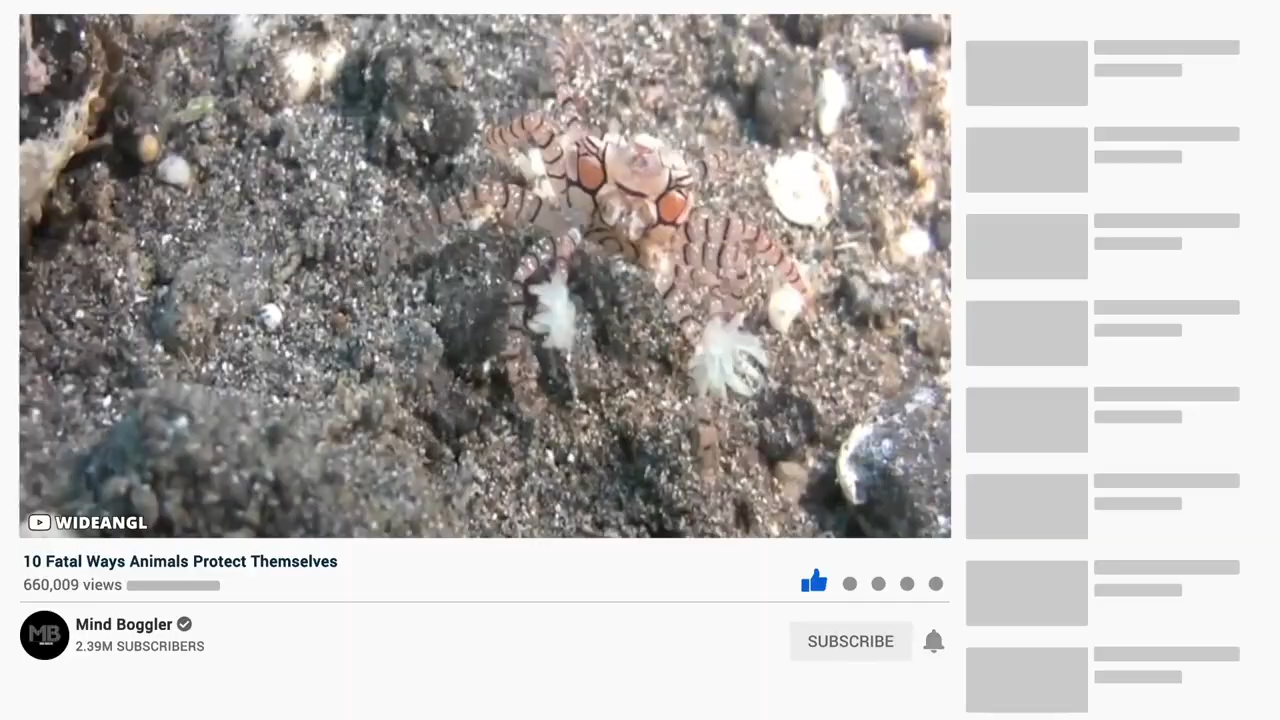 WIDEANGL
10 Fatal Ways Animals Protect Themselves
660,009 views
MB
Mind Boggler
2.39M SUBSCRIBERS
SUBSCRIBE